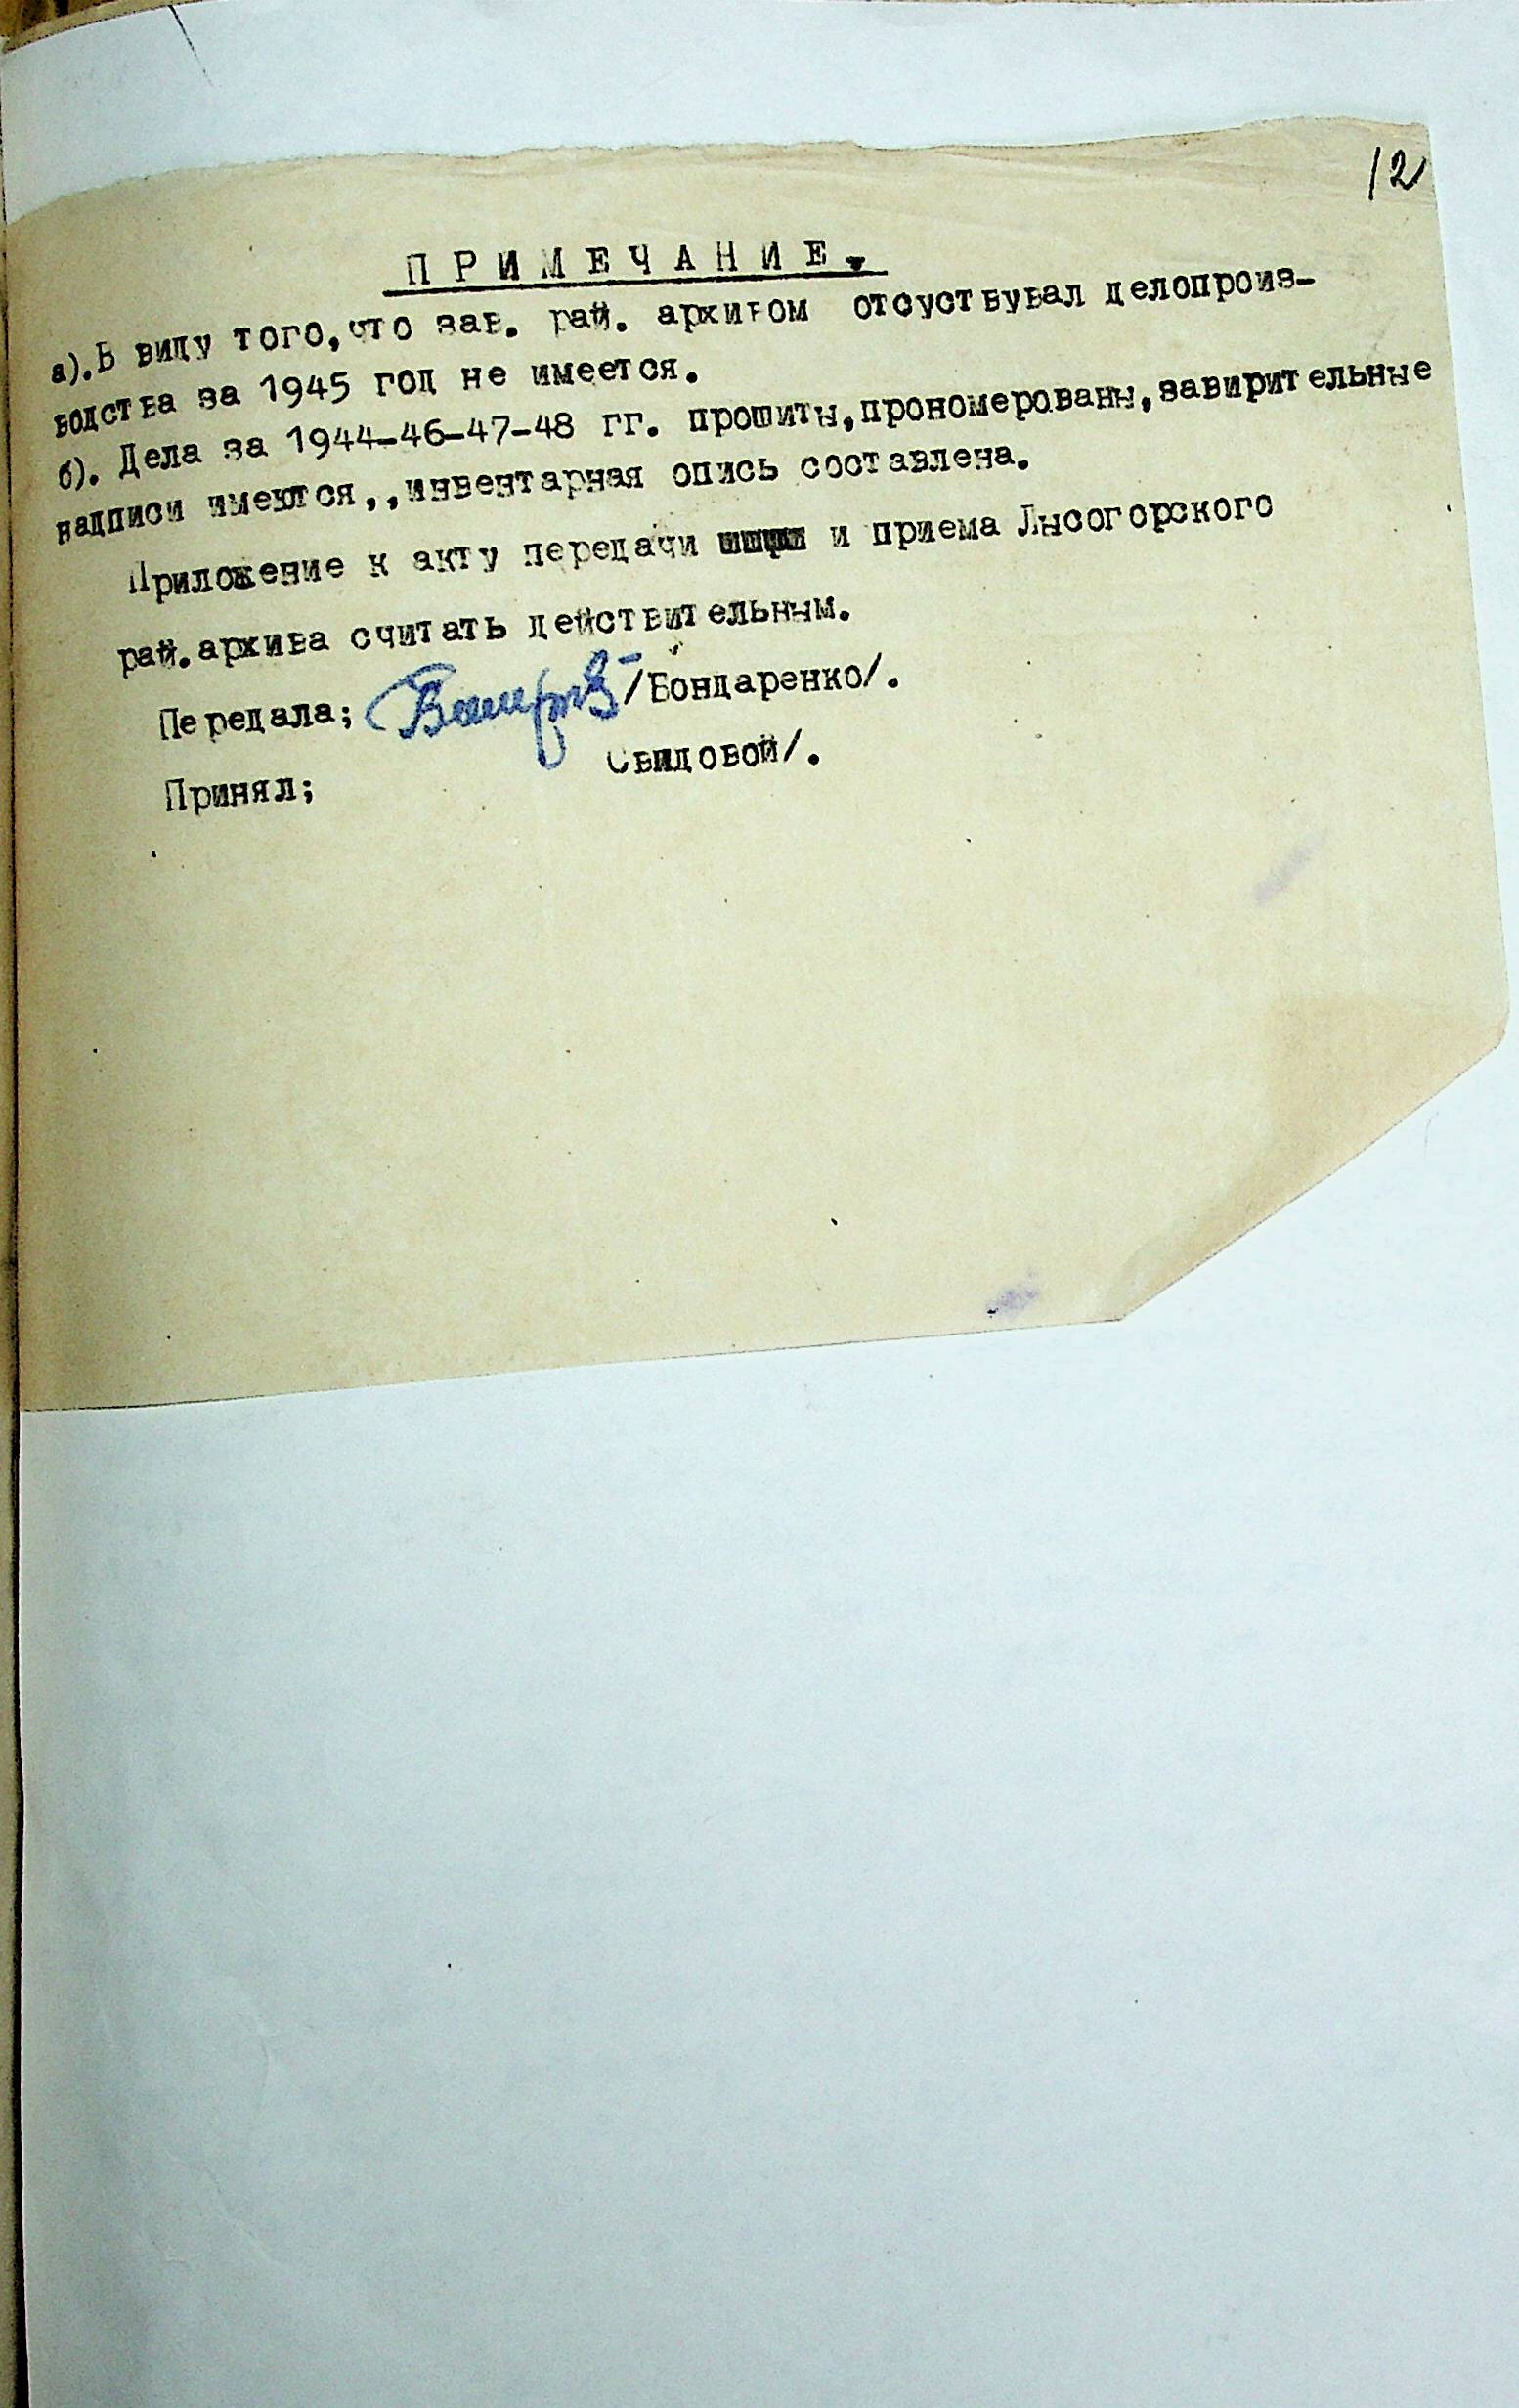 12
ПРИМЕЧАНИЕ.
а).В виду того,что зав. рай. архивом отсуствувал делопроиз-
водства за 1945 год не имеется.
б). Дела за 1944-46-47-48 гг. прошиты,прономерованы,завирительные
надписи имеются,,инвентарная опись составлена.
Приложение к акту передачи и приема Лысогорского
рай.архива считать действительным.
Передала; /Бондаренко/.
Принял; Свидовой/.